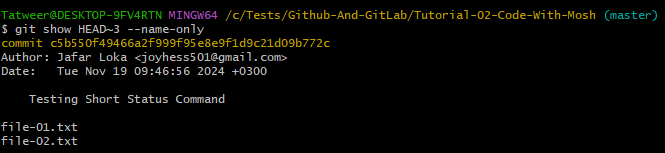 Tatweer@DESKTOP-9FV4RTN MINGW64 /c/Tests/Github-And-GitLab/Tutorial-02-Code-With-Mosh (master)
$ git show HEAD~3 --name-only
commit c5b550f49466a2f999f95e8e9f1d9c21d09b772c
Author: Jafar Loka <joyhess501@gmail.com>
Date:   Tue Nov 19 09:46:56 2024 +0300
    Testing Short Status Command
file-01.txt
file-02.txt